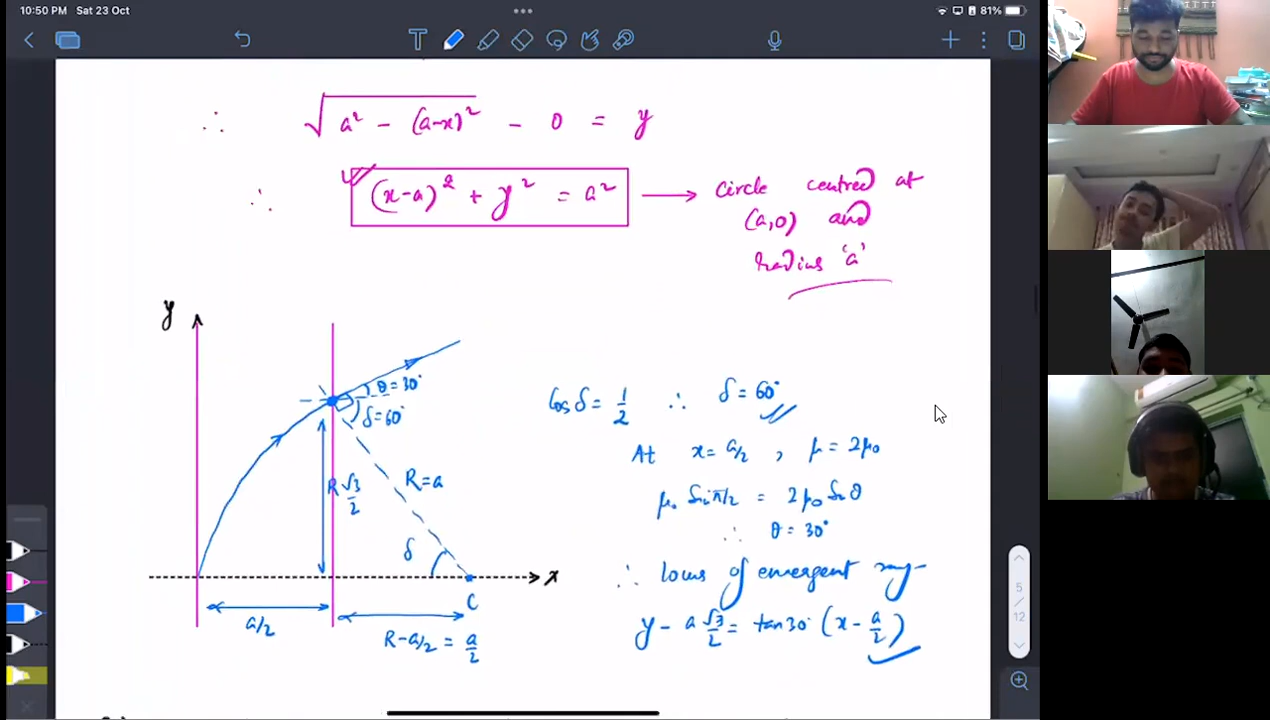 10:50 PM Sat 23 Oct
81%
∴ √(a² - (a-x)²) - 0 = y
∴ (x-a)² + y² = a² → Circle centred at
(a,0) and
radius 'a'
y
θ = 30°
δ = 60°
R√3/2
R = a
δ
x
C
a/2
R - a/2 = a/2
Cos δ = 1/2 ∴ δ = 60°
At x = a/2 , μ = 2μ₀
μ₀ Sin π/2 = 2μ₀ Sin θ
∴ θ = 30°
∴ locus of emergent ray -
y - a√3/2 = tan 30° (x - a/2)
5
12